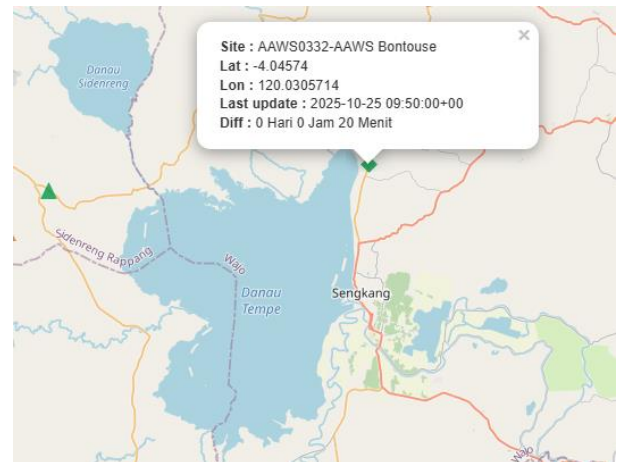 Site : AAWS0332-AAWS Bontouse
Lat : -4.04574
Lon : 120.0305714
Last update : 2025-10-25 09:50:00+00
Diff : 0 Hari 0 Jam 20 Menit
×
Danau
Sidenreng
Sidenreng Rappang
Wajo
Danau
Tempe
Sengkang
Wajo